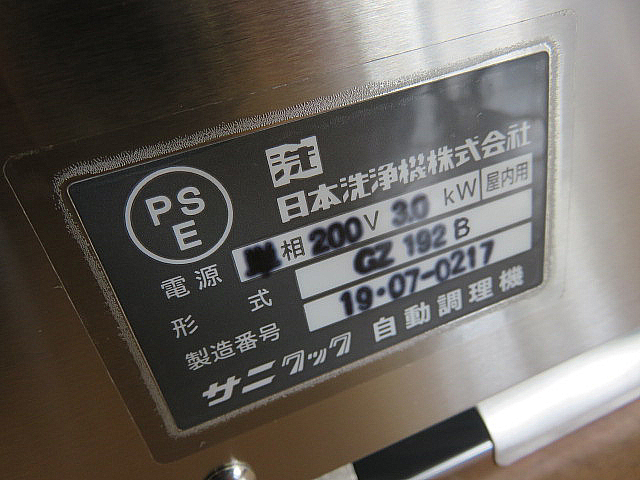 PS
E
日本洗浄機株式会社
電源 単相 200V 3.0 kW 屋内用
形式 GZ 192 B
製造番号 19・07-0217
サニクック 自動調理機